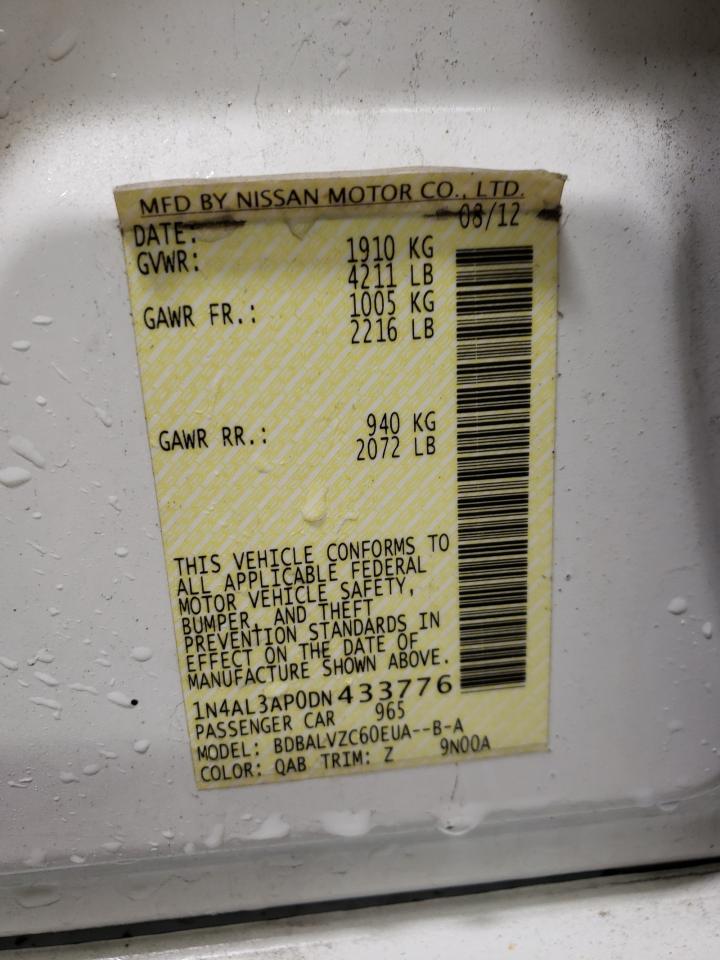 MFD BY NISSAN MOTOR CO., LTD.
DATE: 08/12
GVWR: 1910 KG
4211 LB
GAWR FR.: 1005 KG
2216 LB
GAWR RR.: 940 KG
2072 LB
THIS VEHICLE CONFORMS TO
ALL APPLICABLE FEDERAL
MOTOR VEHICLE SAFETY,
BUMPER, AND THEFT
PREVENTION STANDARDS IN
EFFECT ON THE DATE OF
MANUFACTURE SHOWN ABOVE.
1N4AL3AP0DN433776
PASSENGER CAR 965
MODEL: BDBALVZC60EUA--B-A
COLOR: QAB TRIM: Z 9N00A